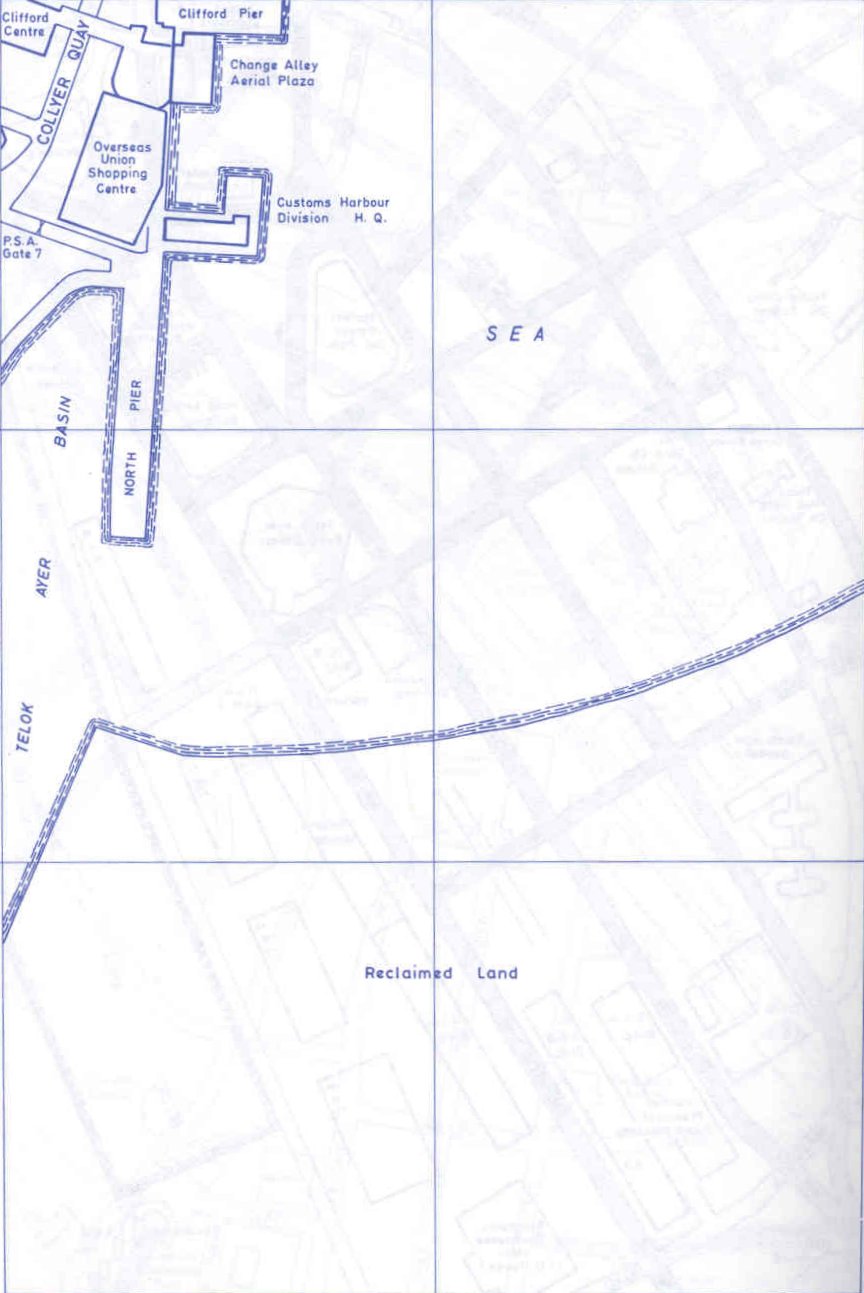 Clifford
Centre
Clifford Pier
COLLYER QUAY
Change Alley
Aerial Plaza
Overseas
Union
Shopping
Centre
Customs Harbour
Division H. Q.
P.S.A.
Gate 7
SEA
NORTH PIER
TELOK AYER BASIN
Reclaimed Land